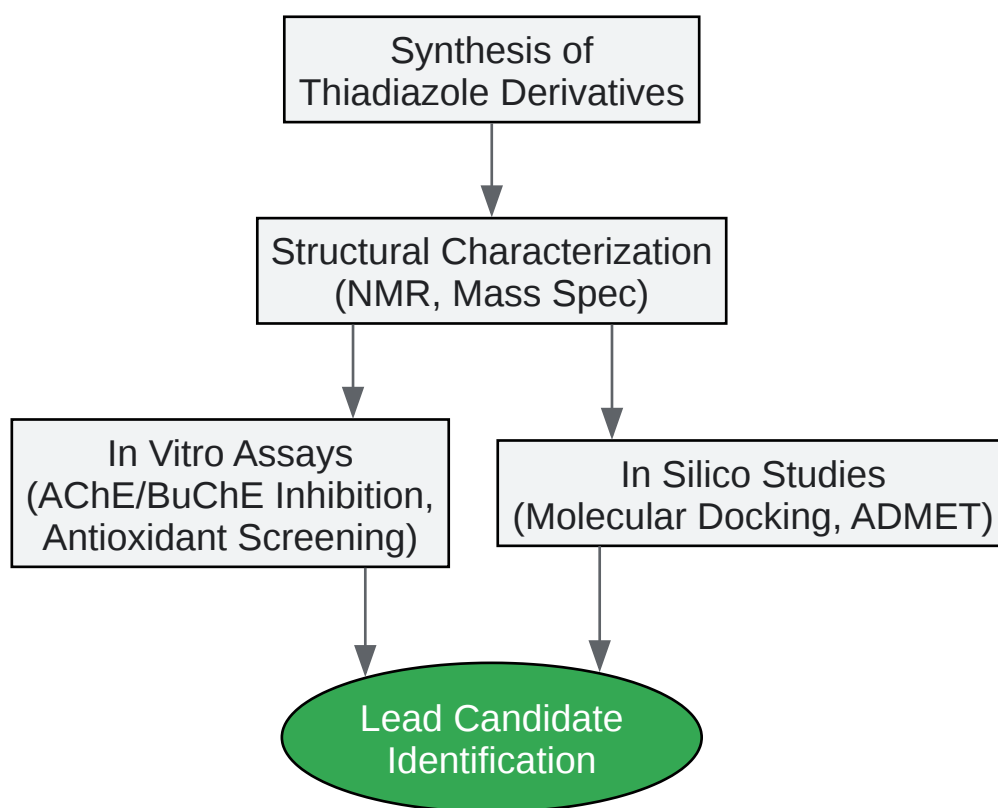 Synthesis of
Thiadiazole Derivatives
Structural Characterization
(NMR, Mass Spec)
In Vitro Assays
(AChE/BuChE Inhibition,
Antioxidant Screening)
In Silico Studies
(Molecular Docking, ADMET)
Lead Candidate
Identification